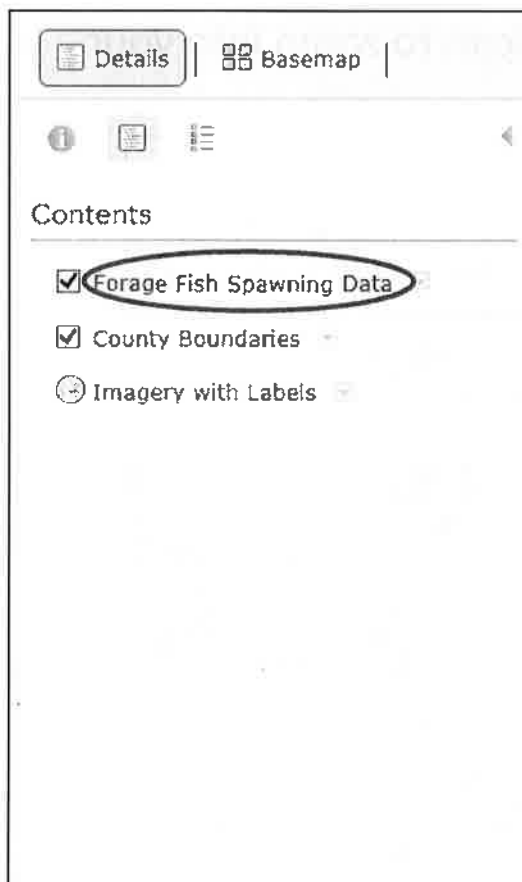 Details | Basemap |
Contents
Forage Fish Spawning Data
County Boundaries
Imagery with Labels